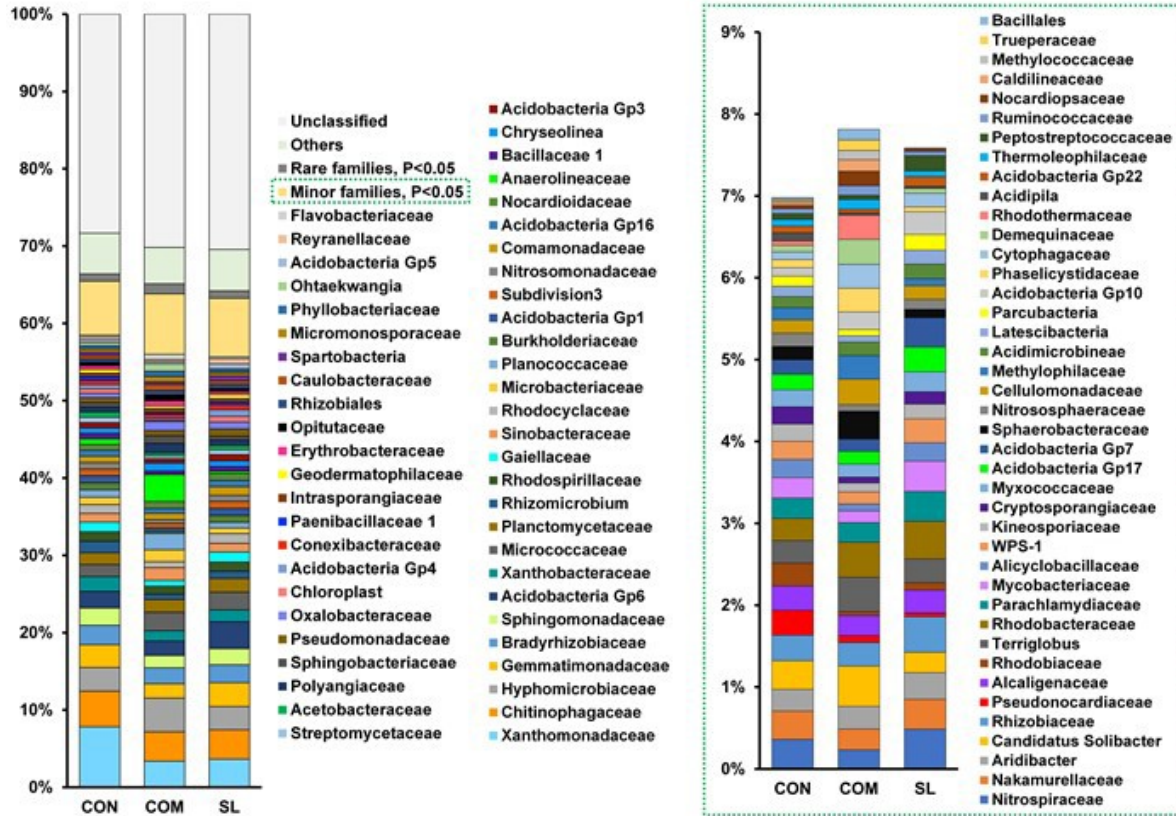 100%
90%
80%
70%
60%
50%
40%
30%
20%
10%
0%
CON COM SL
Unclassified
Others
Rare families, P<0.05
Minor families, P<0.05
Flavobacteriaceae
Reyranellaceae
Acidobacteria Gp5
Ohtaekwangia
Phyllobacteriaceae
Micromonosporaceae
Spartobacteria
Caulobacteraceae
Rhizobiales
Opitutaceae
Erythrobacteraceae
Geodermatophilaceae
Intrasporangiaceae
Paenibacillaceae 1
Conexibacteraceae
Acidobacteria Gp4
Chloroplast
Oxalobacteraceae
Pseudomonadaceae
Sphingobacteriaceae
Polyangiaceae
Acetobacteraceae
Streptomycetaceae
Acidobacteria Gp3
Chryseolinea
Bacillaceae 1
Anaerolineaceae
Nocardioidaceae
Acidobacteria Gp16
Comamonadaceae
Nitrosomonadaceae
Subdivision3
Acidobacteria Gp1
Burkholderiaceae
Planococcaceae
Microbacteriaceae
Rhodocyclaceae
Sinobacteraceae
Gaiellaceae
Rhodospirillaceae
Rhizomicrobium
Planctomycetaceae
Micrococcaceae
Xanthobacteraceae
Acidobacteria Gp6
Sphingomonadaceae
Bradyrhizobiaceae
Gemmatimonadaceae
Hyphomicrobiaceae
Chitinophagaceae
Xanthomonadaceae
9%
8%
7%
6%
5%
4%
3%
2%
1%
0%
CON COM SL
Bacillales
Trueperaceae
Methylococcaceae
Caldilineaceae
Nocardiopsaceae
Ruminococcaceae
Peptostreptococcaceae
Thermoleophilaceae
Acidobacteria Gp22
Acidipila
Rhodothermaceae
Demequinaceae
Cytophagaceae
Phaselicystidaceae
Acidobacteria Gp10
Parcubacteria
Latescibacteria
Acidimicrobineae
Methylophilaceae
Cellulomonadaceae
Nitrososphaeraceae
Sphaerobacteraceae
Acidobacteria Gp7
Acidobacteria Gp17
Myxococcaceae
Cryptosporangiaceae
Kineosporiaceae
WPS-1
Alicyclobacillaceae
Mycobacteriaceae
Parachlamydiaceae
Rhodobacteraceae
Terriglobus
Rhodobiaceae
Alcaligenaceae
Pseudonocardiaceae
Rhizobiaceae
Candidatus Solibacter
Aridibacter
Nakamurellaceae
Nitrospiraceae